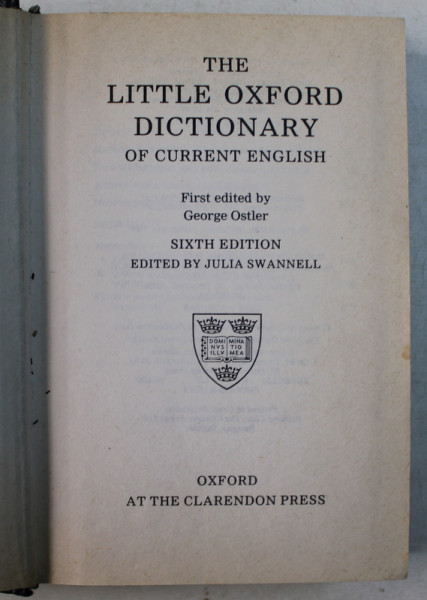 THE
LITTLE OXFORD
DICTIONARY
OF CURRENT ENGLISH
First edited by
George Ostler
SIXTH EDITION
EDITED BY JULIA SWANNELL
DOMI MINA
NVS TIO
ILLV MEA
OXFORD
AT THE CLARENDON PRESS